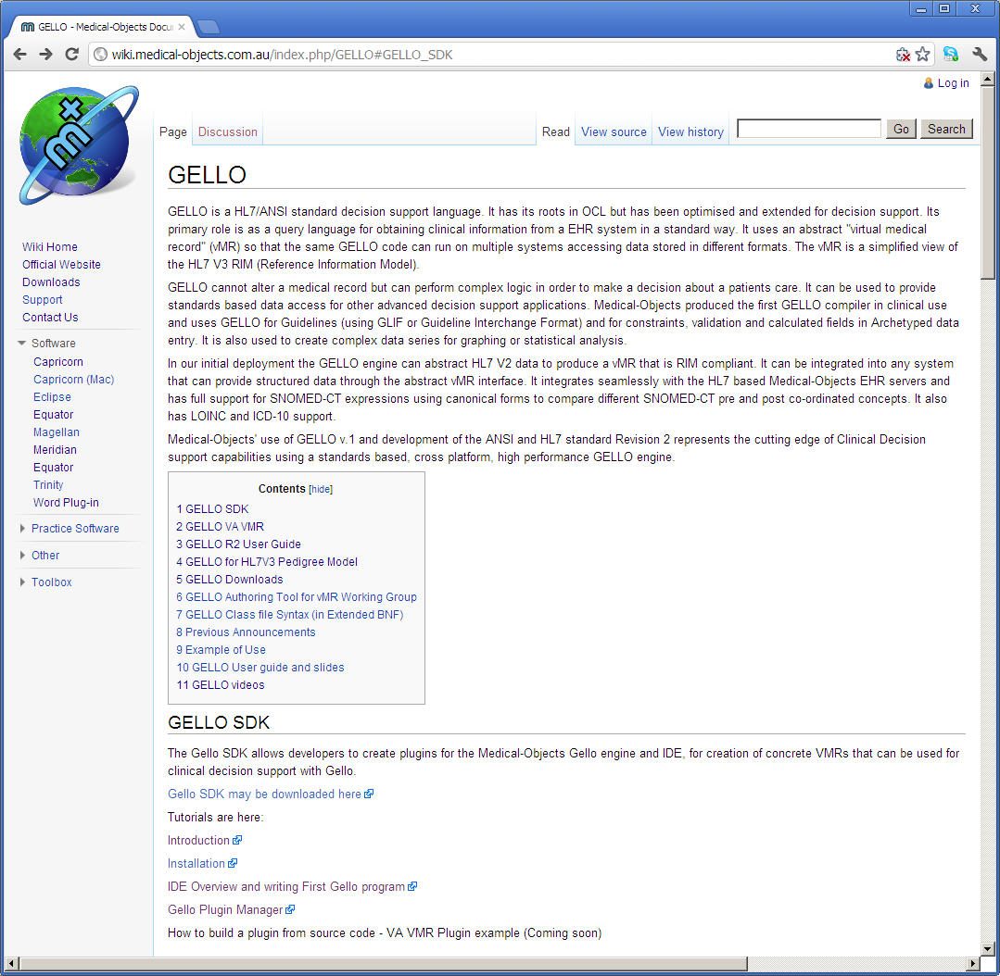 GELLO - Medical-Objects Docu
wiki.medical-objects.com.au/index.php/GELLO#GELLO_SDK
Log in
Page
Discussion
Read
View source
View history
Go
Search
GELLO
GELLO is a HL7/ANSI standard decision support language. It has its roots in OCL but has been optimised and extended for decision support. Its
primary role is as a query language for obtaining clinical information from a EHR system in a standard way. It uses an abstract "virtual medical
record" (vMR) so that the same GELLO code can run on multiple systems accessing data stored in different formats. The vMR is a simplified view of
the HL7 V3 RIM (Reference Information Model).
GELLO cannot alter a medical record but can perform complex logic in order to make a decision about a patients care. It can be used to provide
standards based data access for other advanced decision support applications. Medical-Objects produced the first GELLO compiler in clinical use
and uses GELLO for Guidelines (using GLIF or Guideline Interchange Format) and for constraints, validation and calculated fields in Archetyped data
entry. It is also used to create complex data series for graphing or statistical analysis.
In our initial deployment the GELLO engine can abstract HL7 V2 data to produce a vMR that is RIM compliant. It can be integrated into any system
that can provide structured data through the abstract vMR interface. It integrates seamlessly with the HL7 based Medical-Objects EHR servers and
has full support for SNOMED-CT expressions using canonical forms to compare different SNOMED-CT pre and post co-ordinated concepts. It also
has LOINC and ICD-10 support.
Medical-Objects' use of GELLO v.1 and development of the ANSI and HL7 standard Revision 2 represents the cutting edge of Clinical Decision
support capabilities using a standards based, cross platform, high performance GELLO engine.
Contents [hide]
1 GELLO SDK
2 GELLO VA VMR
3 GELLO R2 User Guide
4 GELLO for HL7V3 Pedigree Model
5 GELLO Downloads
6 GELLO Authoring Tool for vMR Working Group
7 GELLO Class file Syntax (in Extended BNF)
8 Previous Announcements
9 Example of Use
10 GELLO User guide and slides
11 GELLO videos
GELLO SDK
The Gello SDK allows developers to create plugins for the Medical-Objects Gello engine and IDE, for creation of concrete VMRs that can be used for
clinical decision support with Gello.
Gello SDK may be downloaded here
Tutorials are here:
Introduction
Installation
IDE Overview and writing First Gello program
Gello Plugin Manager
How to build a plugin from source code - VA VMR Plugin example (Coming soon)
Wiki Home
Official Website
Downloads
Support
Contact Us
Software
Capricorn
Capricorn (Mac)
Eclipse
Equator
Magellan
Meridian
Equator
Trinity
Word Plug-in
Practice Software
Other
Toolbox